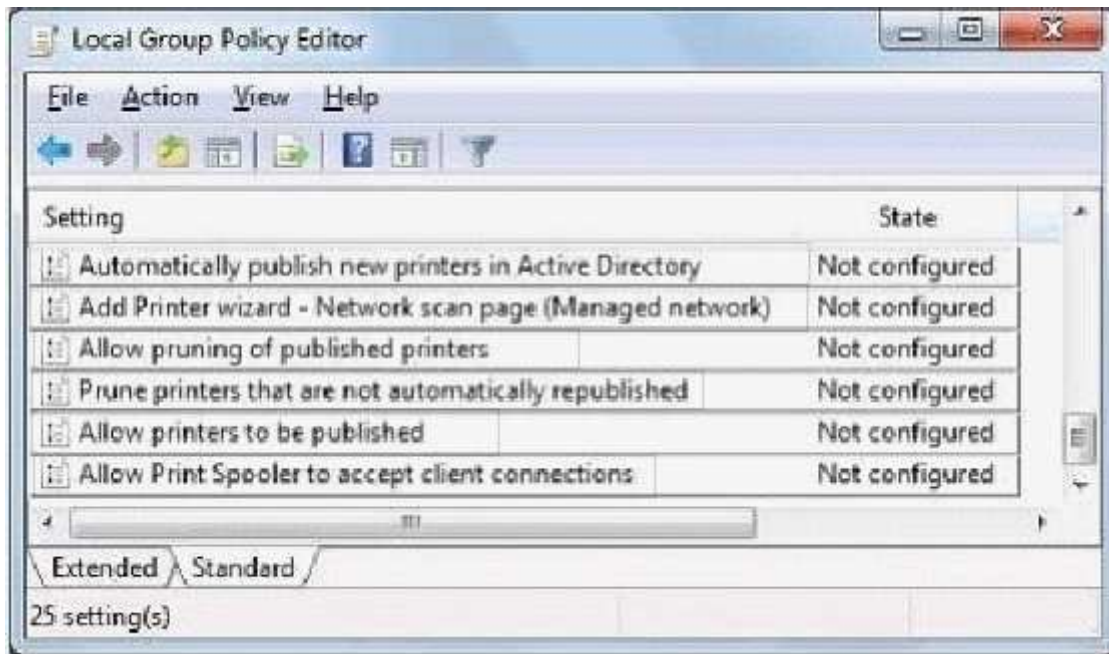 Local Group Policy Editor
File Action View Help
Setting State
Automatically publish new printers in Active Directory Not configured
Add Printer wizard - Network scan page (Managed network) Not configured
Allow pruning of published printers Not configured
Prune printers that are not automatically republished Not configured
Allow printers to be published Not configured
Allow Print Spooler to accept client connections Not configured
Extended Standard
25 setting(s)